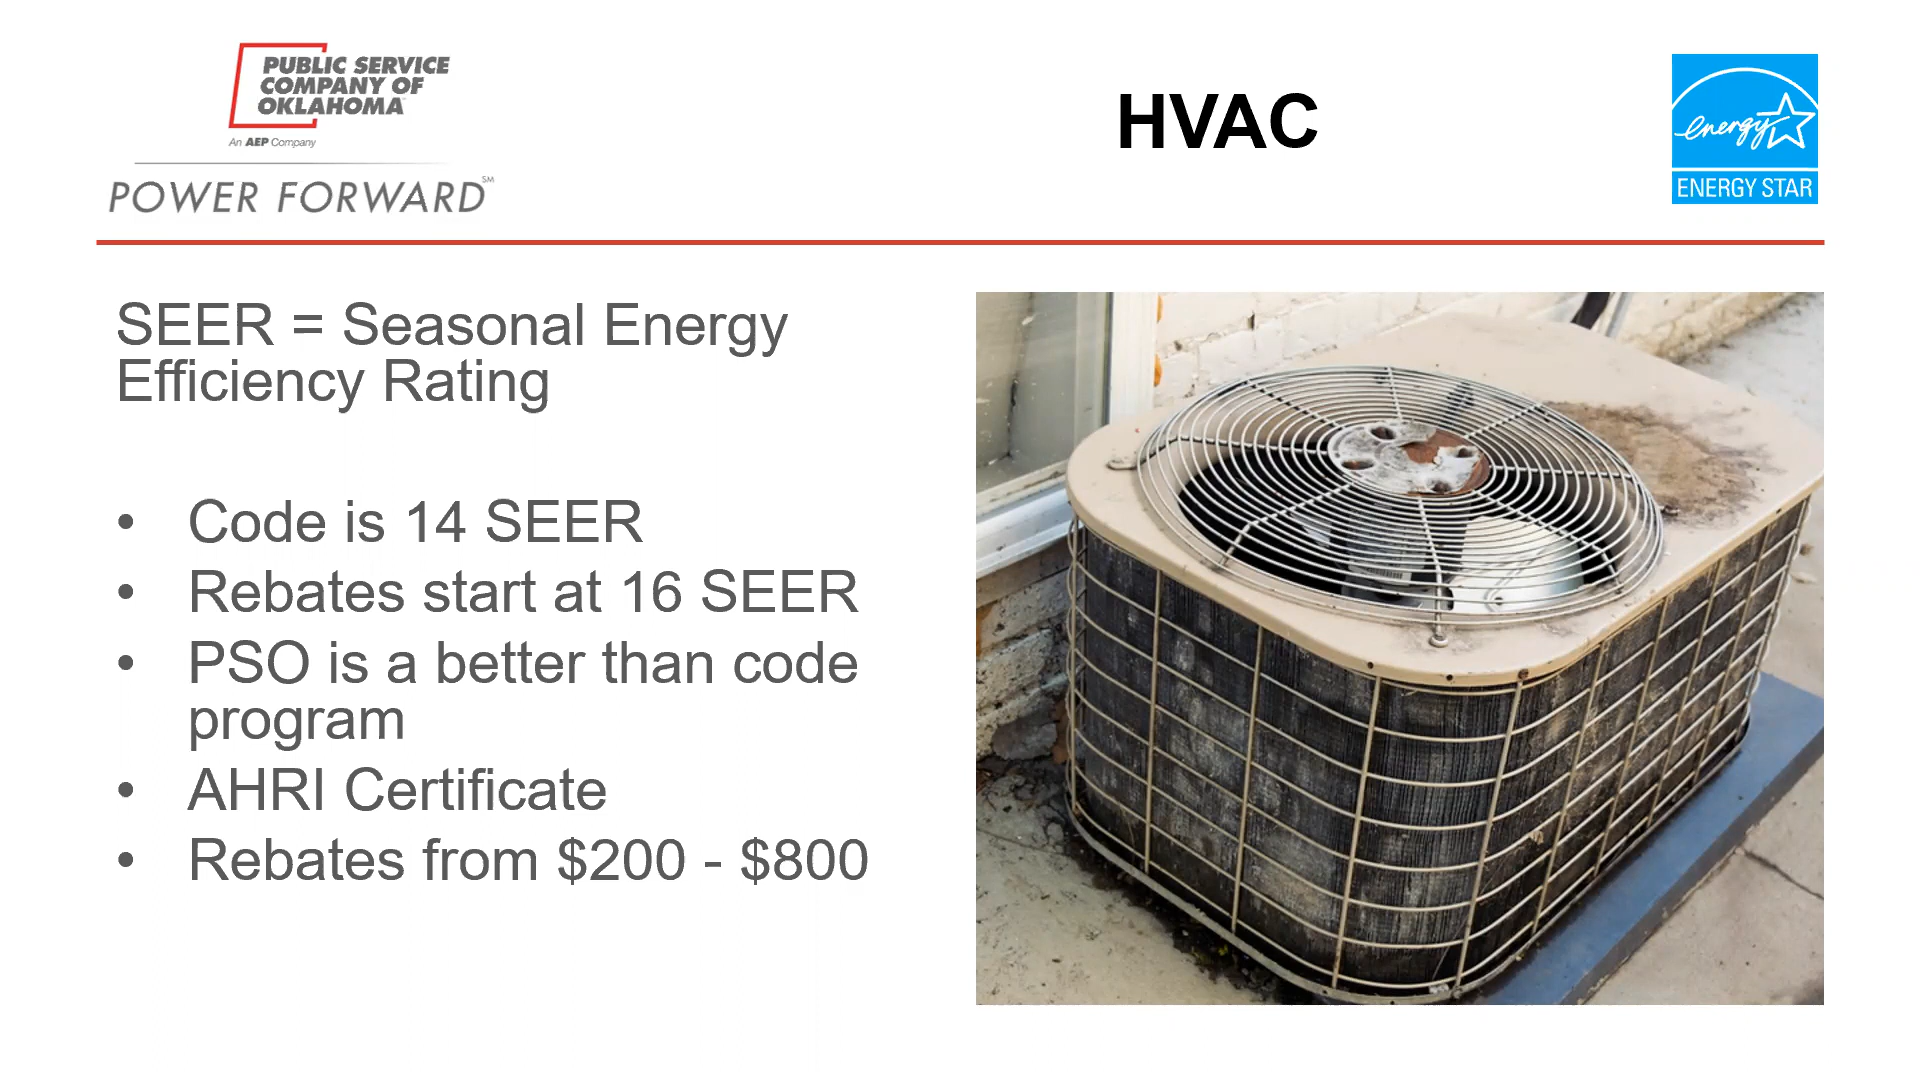 PUBLIC SERVICE
COMPANY OF
OKLAHOMA
An AEP Company
POWER FORWARD℠
HVAC
energy
ENERGY STAR
SEER = Seasonal Energy
Efficiency Rating
• Code is 14 SEER
• Rebates start at 16 SEER
• PSO is a better than code
program
• AHRI Certificate
• Rebates from $200 - $800